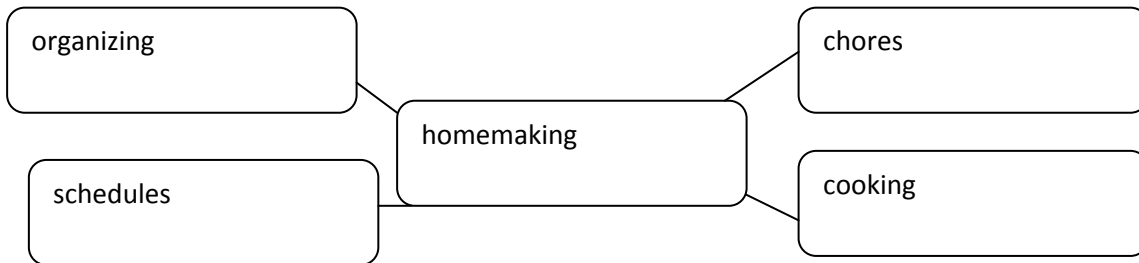 organizing
chores
homemaking
schedules
cooking